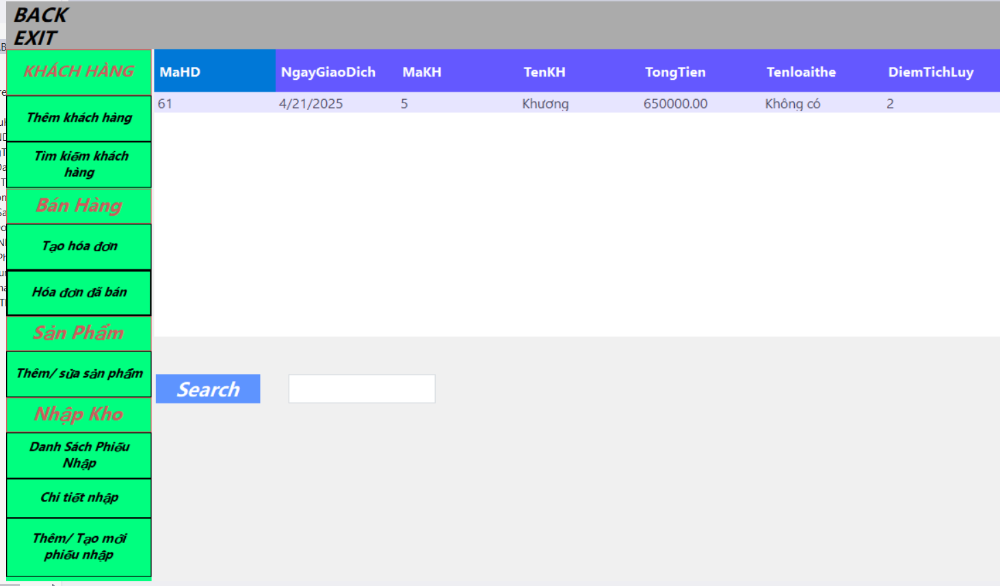 BACK
EXIT
KHÁCH HÀNG
Thêm khách hàng
Tìm kiếm khách
hàng
Bán Hàng
Tạo hóa đơn
Hóa đơn đã bán
Sản Phẩm
Thêm/ sửa sản phẩm
Nhập Kho
Danh Sách Phiếu
Nhập
Chi tiết nhập
Thêm/ Tạo mới
phiếu nhập
MaHD NgayGiaoDich MaKH TenKH TongTien Tenloaithe DiemTichLuy
61 4/21/2025 5 Khương 650000.00 Không có 2
Search